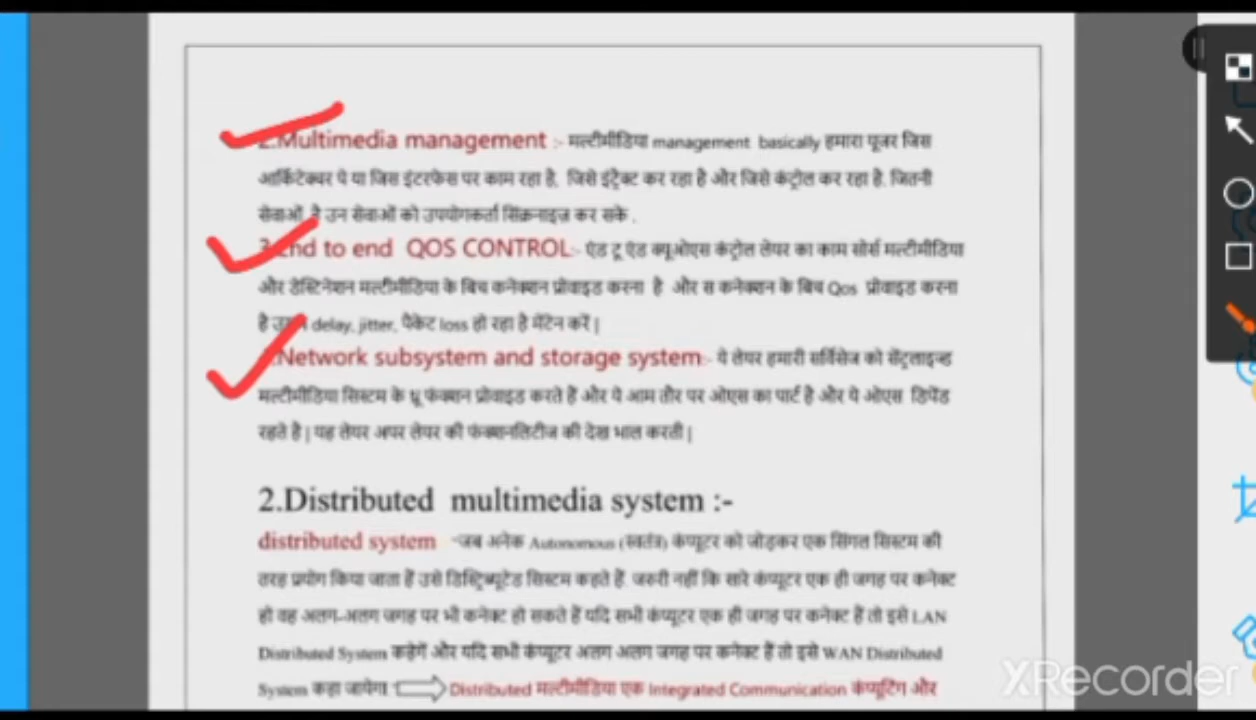 2.Multimedia management :- मल्टीमीडिया management basically हमारा यूजर जिस
आर्किटेक्चर पे या जिस इंटरफेस पर काम रहा है, जिसे इंट्रैक्ट कर रहा है और जिसे कंट्रोल कर रहा है. जितनी
सेवाओं है उन सेवाओं को उपयोगकर्ता सिंक्रनाइज़ कर सके .
End to end QOS CONTROL:- ऐंड टू ऐंड क्यूओएस कंट्रोल लेयर का काम सोर्स मल्टीमीडिया
और डेस्टिनेशन मल्टीमीडिया के बिच कनेक्शन प्रोवाइड करना है और स कनेक्शन के बिच Qos प्रोवाइड करना
है delay, jitter, पैकेट loss हो रहा है मेंटेन करें |
Network subsystem and storage system:- ये लेयर हमारी सर्विसेज को सेंट्रलाइज्ड
मल्टीमीडिया सिस्टम के थ्रू फंक्शन प्रोवाइड करते हैं और ये आम तौर पर ओएस का पार्ट है और ये ओएस डिपेंड
रहते है | यह लेयर अपर लेयर की फंक्शनलिटीज की देख भाल करती |
2.Distributed multimedia system :-
distributed system "जब अनेक Autonomous (स्वतंत्र) कंप्यूटर को जोड़कर एक सिंगल सिस्टम की
तरह प्रयोग किया जाता हैं उसे डिस्ट्रिब्यूटेड सिस्टम कहते हैं. जरुरी नहीं कि सारे कंप्यूटर एक ही जगह पर कनेक्ट
हो वह अलग-अलग जगह पर भी कनेक्ट हो सकते हैं यदि सभी कंप्यूटर एक ही जगह पर कनेक्ट हैं तो इसे LAN
Distributed System कहेगें और यदि सभी कंप्यूटर अलग अलग जगह पर कनेक्ट हैं तो इसे WAN Distributed
System कहा जायेगा Distributed मल्टीमीडिया एक Integrated Communication कंप्यूटिंग और
XRecorder